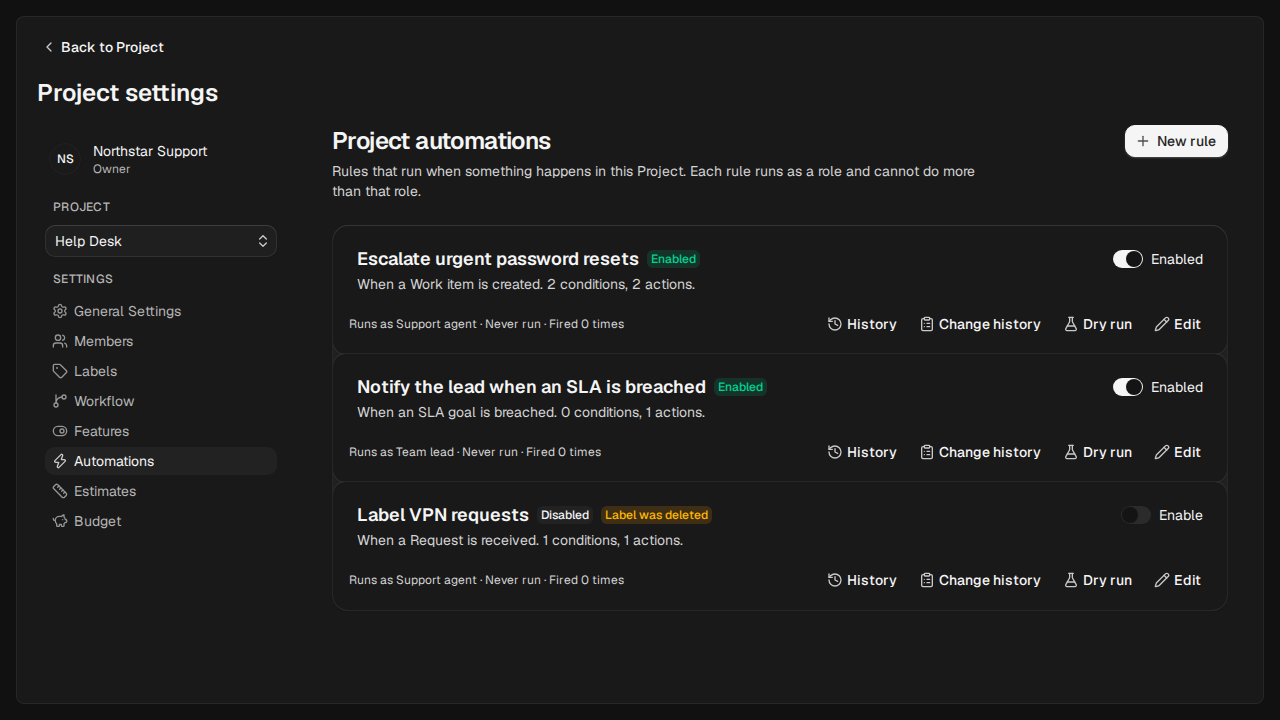 Back to Project
Project settings
NS
Northstar Support
Owner
PROJECT
Help Desk
SETTINGS
General Settings
Members
Labels
Workflow
Features
Automations
Estimates
Budget
Project automations
New rule
Rules that run when something happens in this Project. Each rule runs as a role and cannot do more
than that role.
Escalate urgent password resets Enabled
Enabled
When a Work item is created. 2 conditions, 2 actions.
Runs as Support agent · Never run · Fired 0 times
History Change history Dry run Edit
Notify the lead when an SLA is breached Enabled
Enabled
When an SLA goal is breached. 0 conditions, 1 actions.
Runs as Team lead · Never run · Fired 0 times
History Change history Dry run Edit
Label VPN requests Disabled Label was deleted
Enable
When a Request is received. 1 conditions, 1 actions.
Runs as Support agent · Never run · Fired 0 times
History Change history Dry run Edit